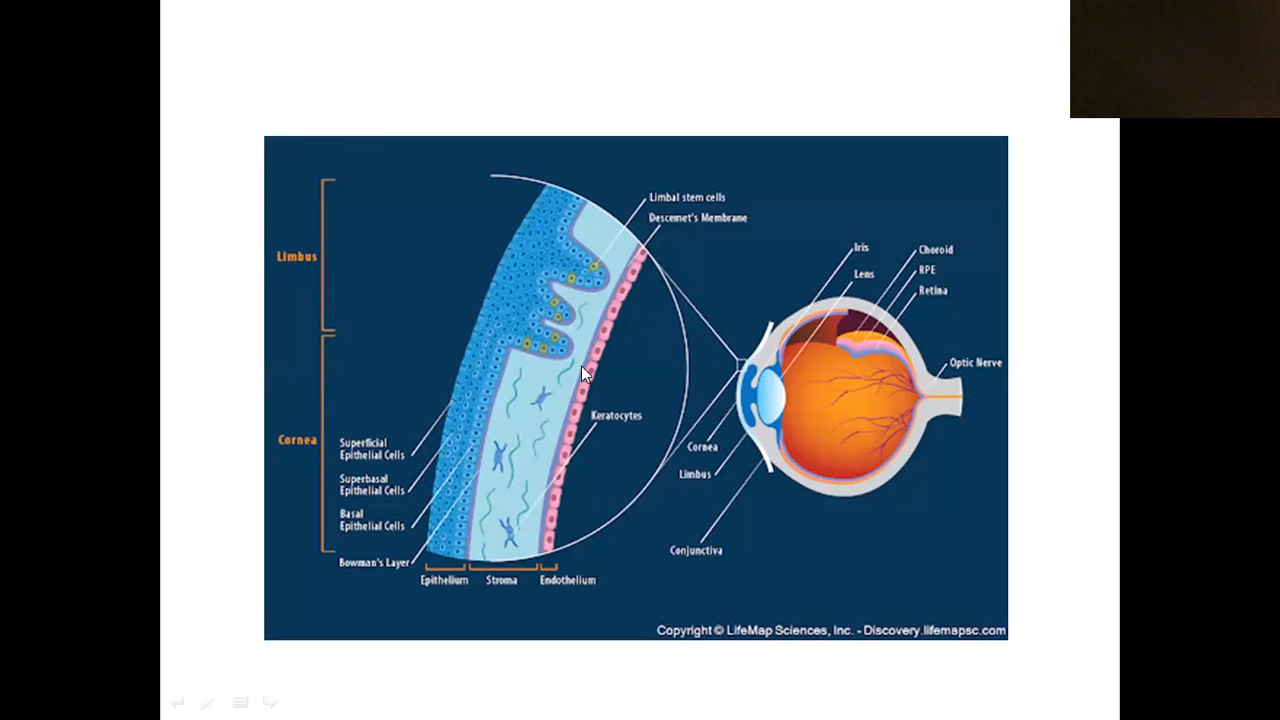 Limbal stem cells
Descemet's Membrane
Limbus
Iris
Choroid
Lens
RPE
Retina
Optic Nerve
Keratocytes
Cornea
Superficial
Epithelial Cells
Superbasal
Epithelial Cells
Basal
Epithelial Cells
Bowman's Layer
Cornea
Limbus
Conjunctiva
Epithelium
Stroma
Endothelium
Copyright © LifeMap Sciences, Inc. - Discovery.lifemapsc.com